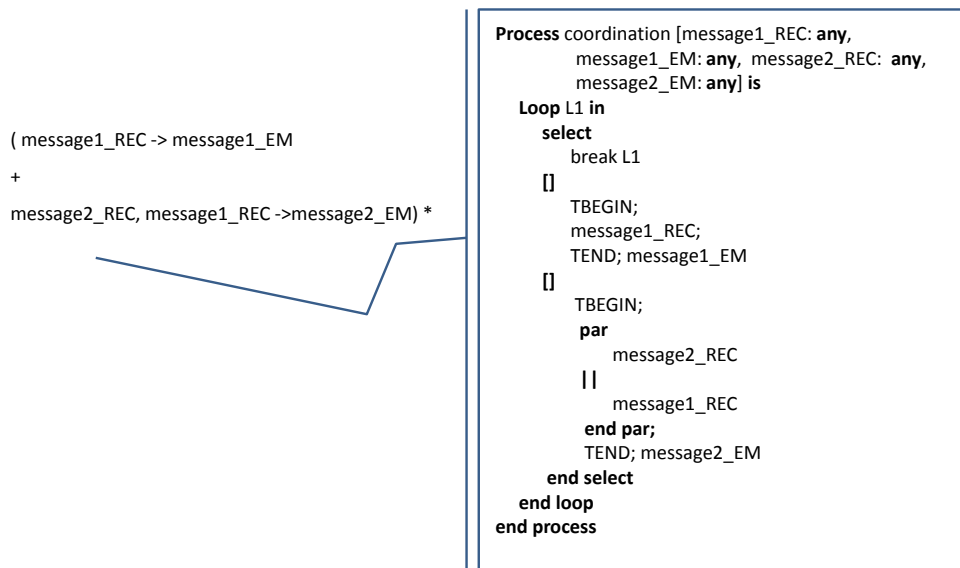 ( message1_REC -> message1_EM
+
message2_REC, message1_REC ->message2_EM) *
Process coordination [message1_REC: any,
message1_EM: any, message2_REC: any,
message2_EM: any] is
Loop L1 in
select
break L1
[]
TBEGIN;
message1_REC;
TEND; message1_EM
[]
TBEGIN;
par
message2_REC
||
message1_REC
end par;
TEND; message2_EM
end select
end loop
end process